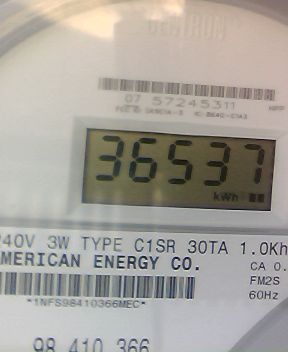 CENTRON
07 57245311
36537
kWh
240V 3W TYPE C1SR 30TA 1.0Kh
AMERICAN ENERGY CO.
CA 0.
FM2S
*1NFS98410366MEC*
60Hz
98 410 366